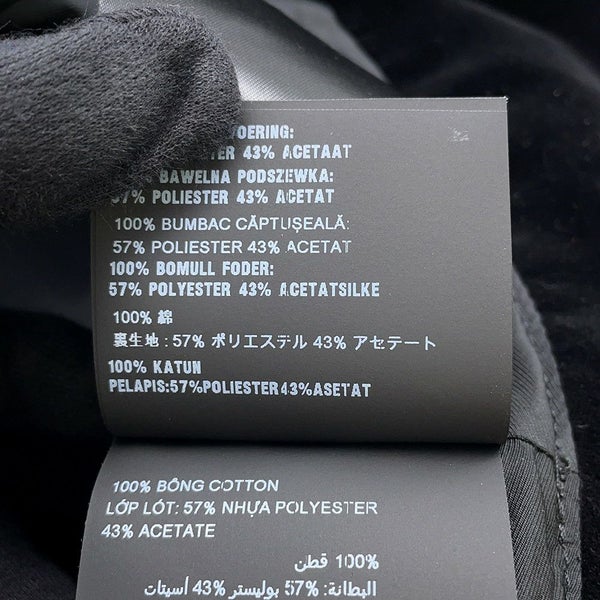 VOERING:
43% ACETAAT
BAWELNA PODSZEWKA:
57% POLIESTER 43% ACETAT
100% BUMBAC CĂPTUȘEALĂ:
57% POLIESTER 43% ACETAT
100% BOMULL FODER:
57% POLYESTER 43% ACETATSILKE
100% 綿
裏生地 : 57% ポリエステル 43% アセテート
100% KATUN
PELAPIS:57%POLIESTER43%ASETAT
100% BÔNG COTTON
LỚP LÓT: 57% NHỰA POLYESTER
43% ACETATE
100% قطن
البطانة: 57% بوليستر 43% أسيتات